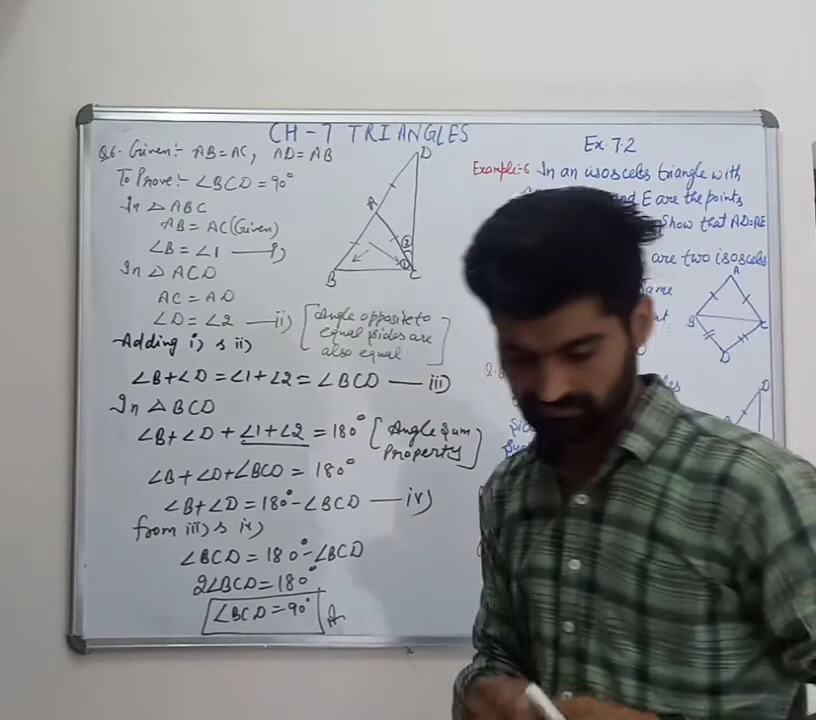 CH-7 TRIANGLES
Q6. Given:- AB=AC, AD=AB
To Prove:- ∠BCD=90°
In △ABC
AB=AC(Given)
∠B=∠1 — i)
In △ACD
AC=AD
∠D=∠2 — ii) [Angle opposite to
equal sides are
also equal]
Adding i) & ii)
∠B+∠D=∠1+∠2=∠BCD — iii)
In △BCD
∠B+∠D+∠1+∠2=180° [Angle Sum
Property]
∠B+∠D+∠BCD=180°
∠B+∠D=180°-∠BCD — iv)
from iii) & iv)
∠BCD=180°-∠BCD
2∠BCD=180°
∠BCD=90°
D
A
2
1
B
C
Ex 7.2
Example:-6 In an isosceles triangle with
and E are the points
Show that AD=AE
are two isosceles
A
B
C
D
D